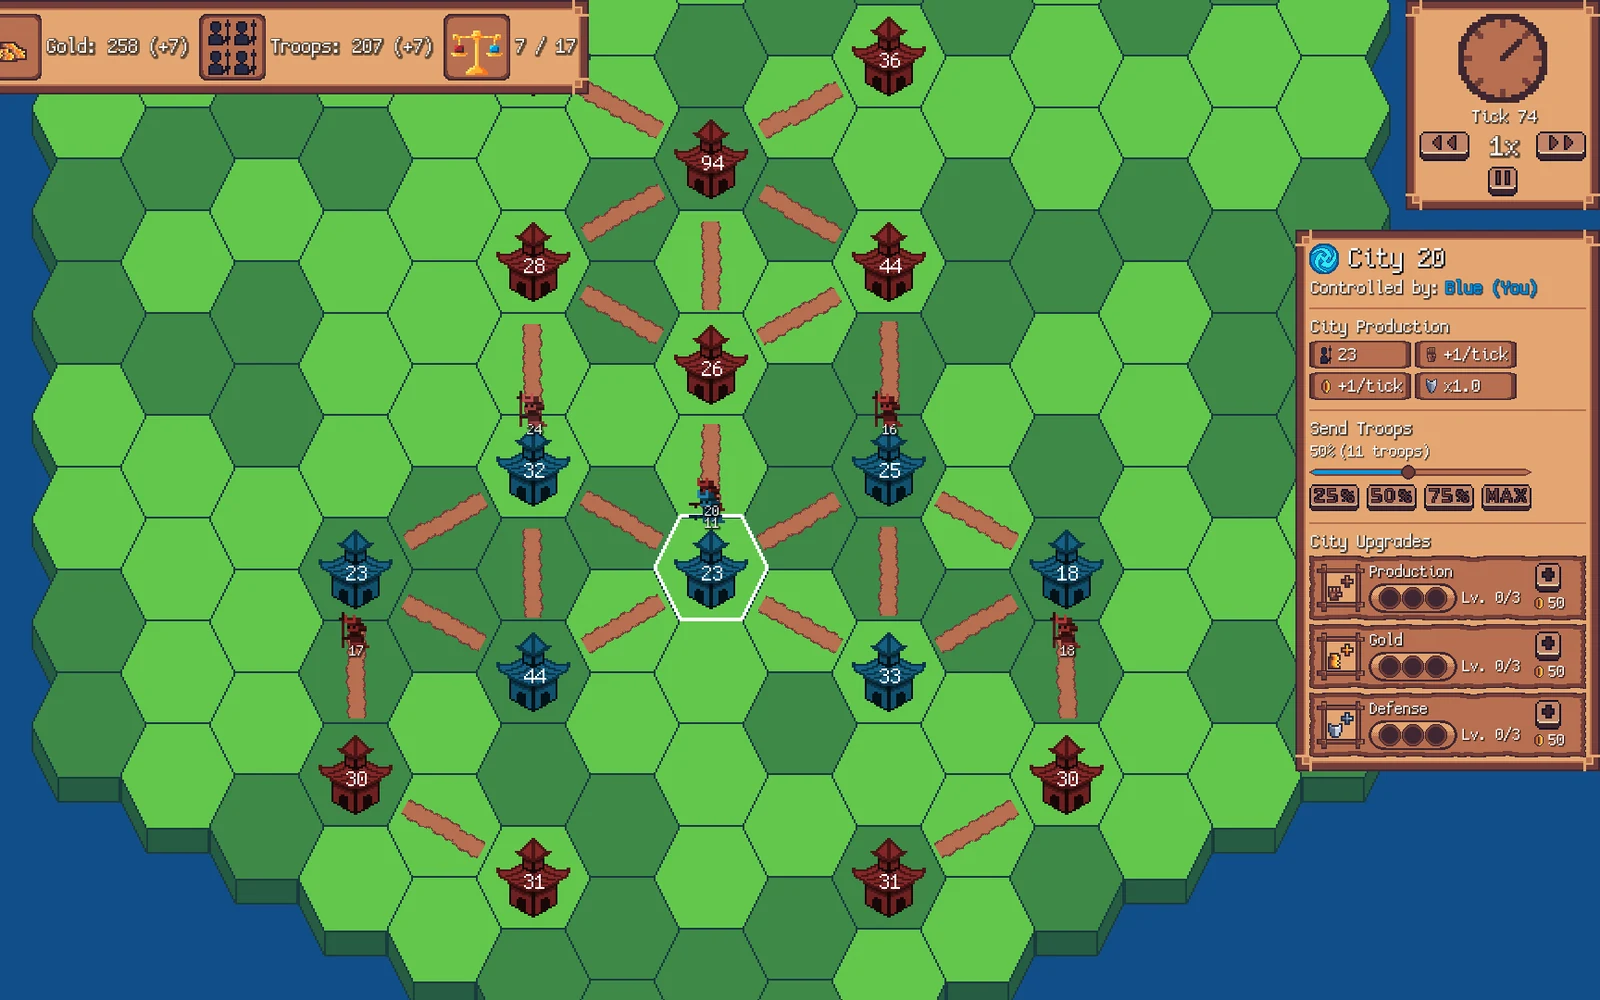 Gold: 258 (+7)
Troops: 207 (+7)
7 / 17
36
94
28
44
26
24
16
32
25
20
11
23
23
18
17
18
44
33
30
30
31
31
Tick 74
1x
City 20
Controlled by: Blue (You)
City Production
23
+1/tick
+1/tick
x1.0
Send Troops
50% (11 troops)
25% 50% 75% MAX
City Upgrades
Production
Lv. 0/3
50
Gold
Lv. 0/3
50
Defense
Lv. 0/3
50